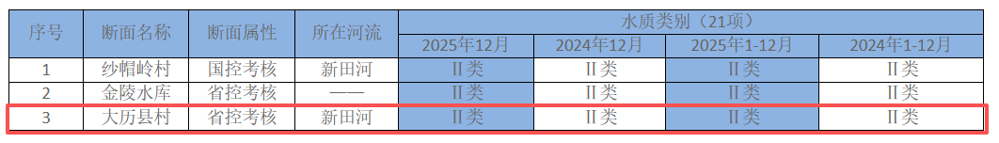 序号 断面名称 断面属性 所在河流 水质类别（21项）
2025年12月 2024年12月 2025年1-12月 2024年1-12月
1 纱帽岭村 国控考核 新田河 Ⅱ类 Ⅱ类 Ⅱ类 Ⅱ类
2 金陵水库 省控考核 —— Ⅱ类 Ⅱ类 Ⅱ类 Ⅱ类
3 大历县村 省控考核 新田河 Ⅱ类 Ⅱ类 Ⅱ类 Ⅱ类